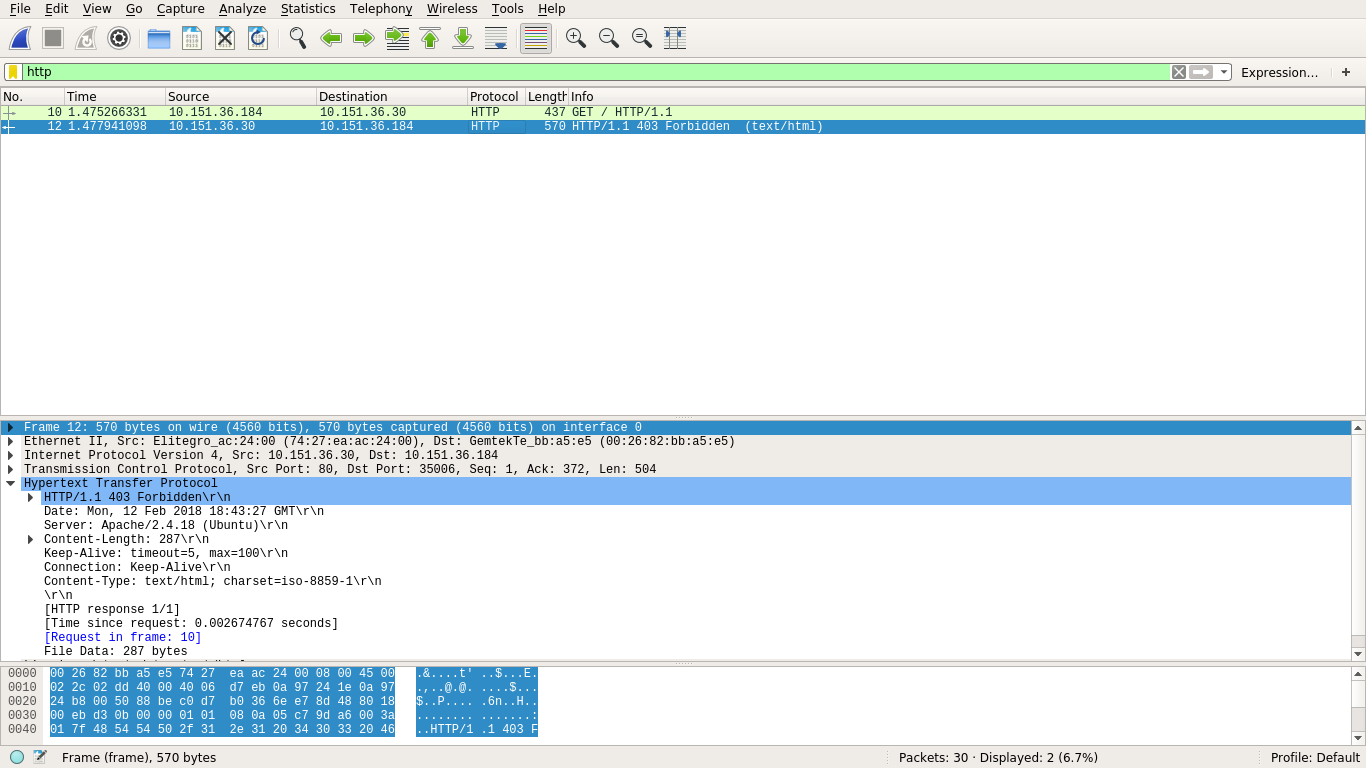 File Edit View Go Capture Analyze Statistics Telephony Wireless Tools Help
http Expression… +
No. Time Source Destination Protocol Length Info
10 1.475266331 10.151.36.184 10.151.36.30 HTTP 437 GET / HTTP/1.1
12 1.477941098 10.151.36.30 10.151.36.184 HTTP 570 HTTP/1.1 403 Forbidden (text/html)
Frame 12: 570 bytes on wire (4560 bits), 570 bytes captured (4560 bits) on interface 0
Ethernet II, Src: Elitegro_ac:24:00 (74:27:ea:ac:24:00), Dst: GemtekTe_bb:a5:e5 (00:26:82:bb:a5:e5)
Internet Protocol Version 4, Src: 10.151.36.30, Dst: 10.151.36.184
Transmission Control Protocol, Src Port: 80, Dst Port: 35006, Seq: 1, Ack: 372, Len: 504
Hypertext Transfer Protocol
HTTP/1.1 403 Forbidden\r\n
Date: Mon, 12 Feb 2018 18:43:27 GMT\r\n
Server: Apache/2.4.18 (Ubuntu)\r\n
Content-Length: 287\r\n
Keep-Alive: timeout=5, max=100\r\n
Connection: Keep-Alive\r\n
Content-Type: text/html; charset=iso-8859-1\r\n
\r\n
[HTTP response 1/1]
[Time since request: 0.002674767 seconds]
[Request in frame: 10]
File Data: 287 bytes
0000 00 26 82 bb a5 e5 74 27 ea ac 24 00 08 00 45 00 .&....t' ..$...E.
0010 02 2c 02 dd 40 00 40 06 d7 eb 0a 97 24 1e 0a 97 .,..@.@. ....$...
0020 24 b8 00 50 88 be c0 d7 b0 36 6e e7 8d 48 80 18 $..P.... .6n..H..
0030 00 eb d3 0b 00 00 01 01 08 0a 05 c7 9d a6 00 3a ........ .......:
0040 01 7f 48 54 54 50 2f 31 2e 31 20 34 30 33 20 46 ..HTTP/1 .1 403 F
Frame (frame), 570 bytes Packets: 30 · Displayed: 2 (6.7%) Profile: Default